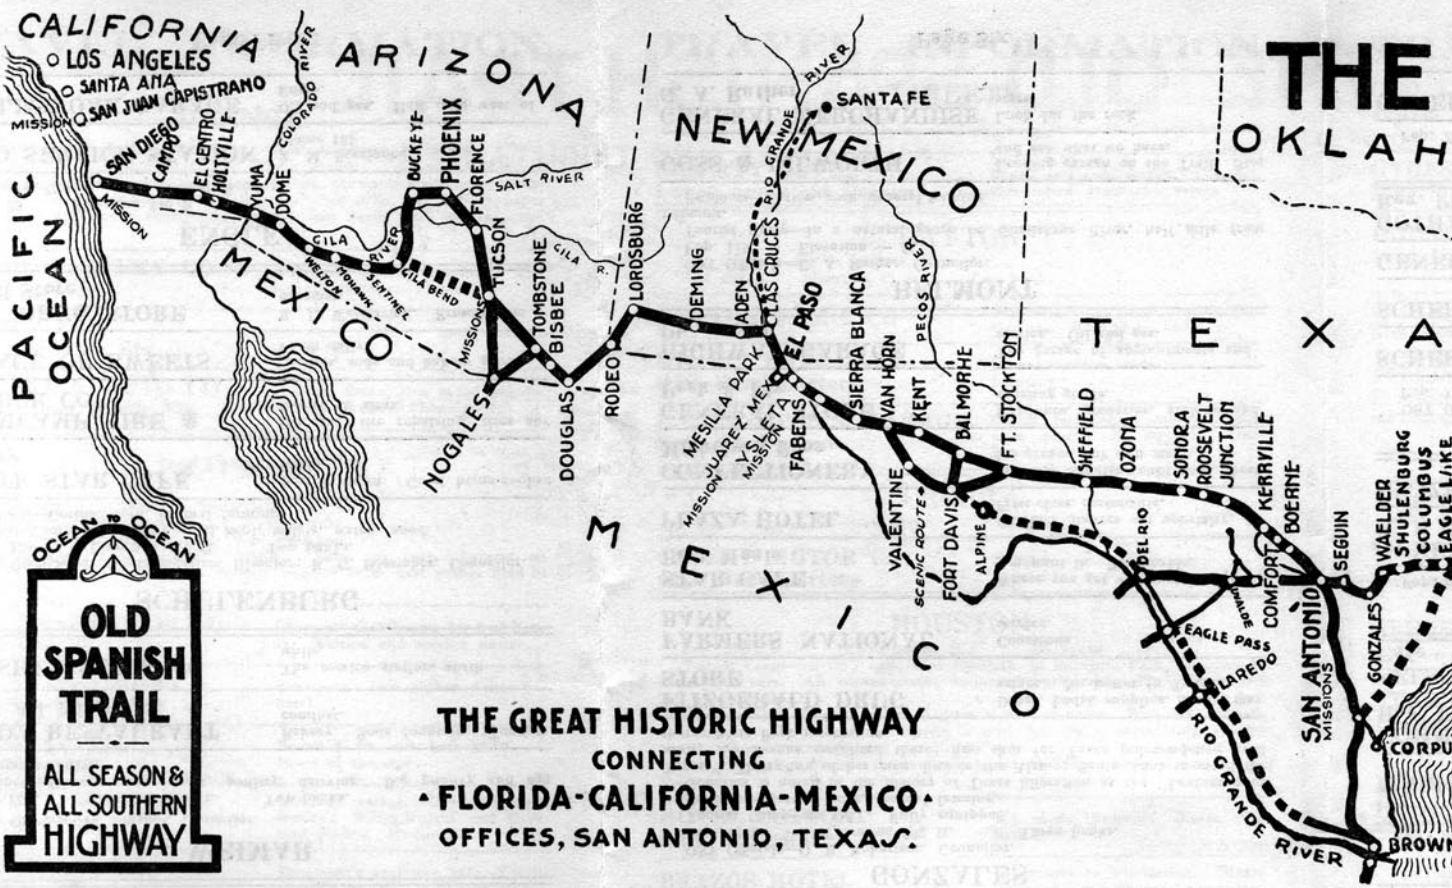 CALIFORNIA
LOS ANGELES
SANTA ANA
SAN JUAN CAPISTRANO
MISSION
SAN DIEGO
CAMPO
EL CENTRO
HOLTVILLE
YUMA
DOME
COLORADO RIVER
ARIZONA
BUCKEYE
PHOENIX
FLORENCE
SALT RIVER
GILA RIVER
GILA R.
WELTON
MOHAWK
SENTINEL
GILA BEND
TUCSON
MISSIONS
TOMBSTONE
BISBEE
NOGALES
DOUGLAS
RODEO
LORDSBURG
NEW MEXICO
SANTA FE
RIO GRANDE RIVER
PECOS RIVER
DEMING
ADEN
LAS CRUCES
MESILLA PARK
EL PASO
MISSION JUAREZ MEX.
YSLETA
MISSION
FABENS
SIERRA BLANCA
VAN HORN
KENT
BALMORHE
FT. STOCKTON
VALENTINE
SCENIC ROUTE
FORT DAVIS
ALPINE
SHEFFIELD
OZONA
SONORA
ROOSEVELT
JUNCTION
KERRVILLE
BOERNE
COMFORT
DEL RIO
UVALDE
EAGLE PASS
LAREDO
SAN ANTONIO
MISSIONS
SEGUIN
GONZALES
WAELDER
SHULENBURG
COLUMBUS
EAGLE LAKE
CORPU
BROWN
RIO GRANDE RIVER
THE
OKLAH
TEXA
PACIFIC
OCEAN
MISSION
MEXICO
MEXICO
OCEAN TO OCEAN
OLD
SPANISH
TRAIL
ALL SEASON &
ALL SOUTHERN
HIGHWAY
THE GREAT HISTORIC HIGHWAY
CONNECTING
·FLORIDA-CALIFORNIA-MEXICO·
OFFICES, SAN ANTONIO, TEXAS.